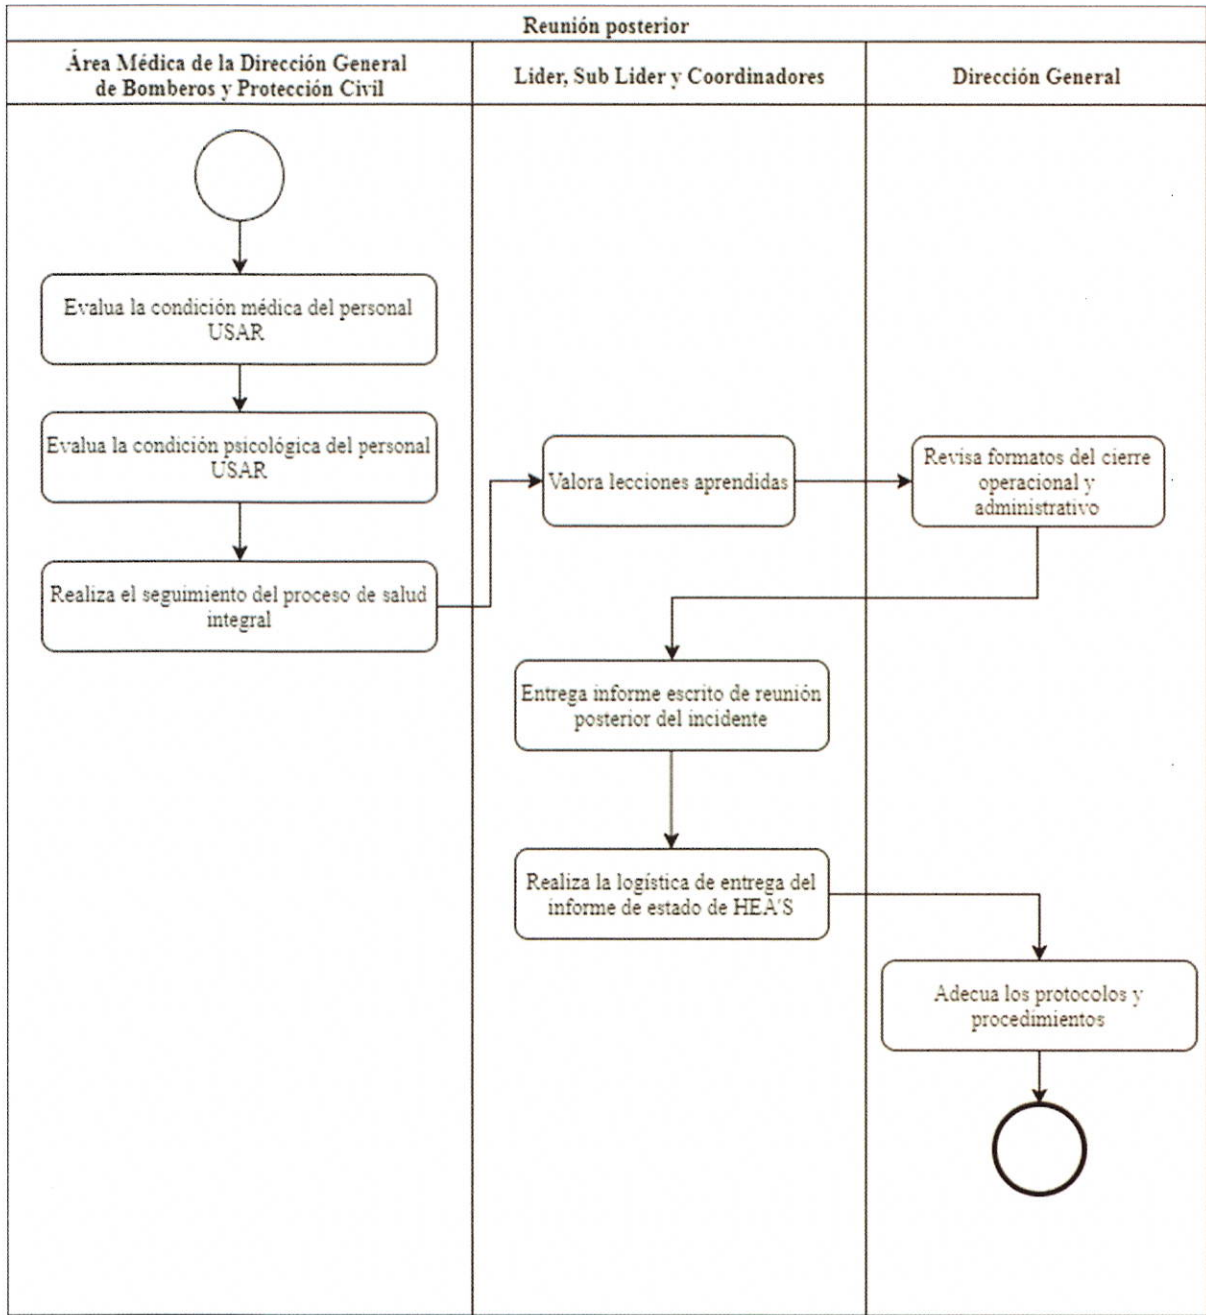 Reunión posterior
Área Médica de la Dirección General
de Bomberos y Protección Civil
Lider, Sub Lider y Coordinadores
Dirección General
Evalua la condición médica del personal
USAR
Evalua la condición psicológica del personal
USAR
Realiza el seguimiento del proceso de salud
integral
Valora lecciones aprendidas
Revisa formatos del cierre
operacional y
administrativo
Entrega informe escrito de reunión
posterior del incidente
Realiza la logística de entrega del
informe de estado de HEA'S
Adecua los protocolos y
procedimientos